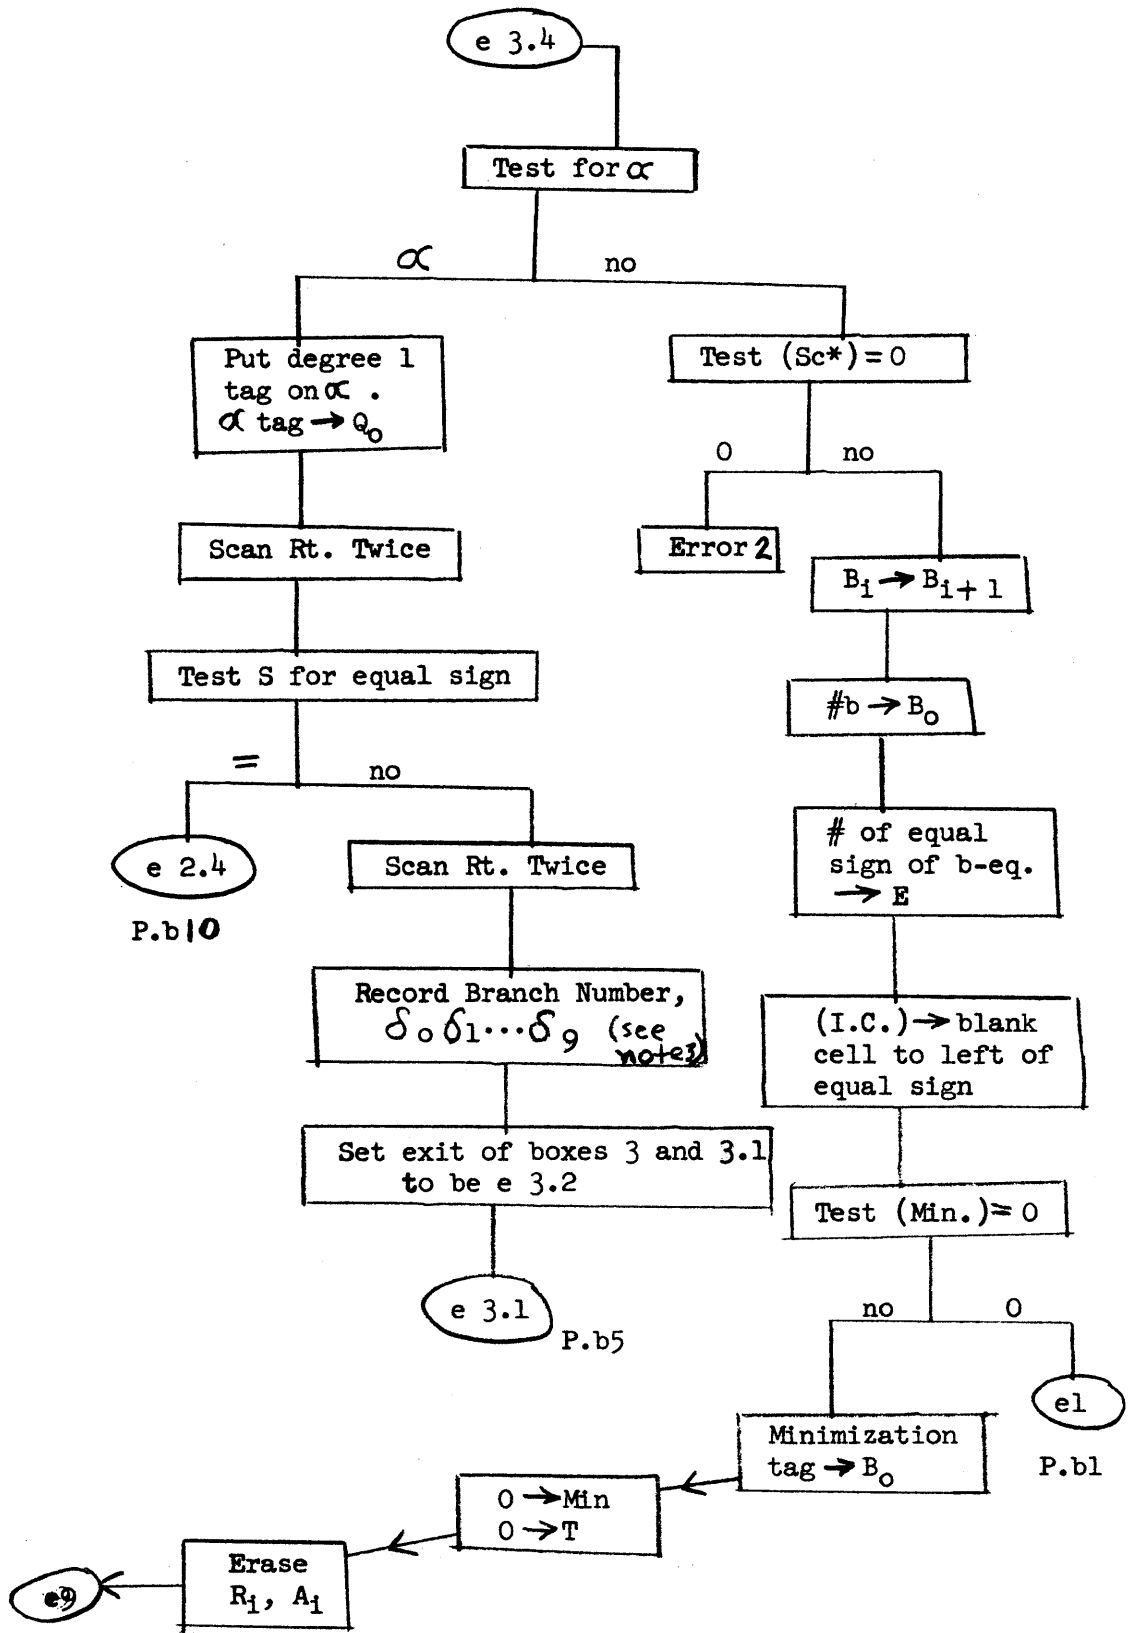 e 3.4
Test for α
α
no
Put degree 1
tag on α .
α tag → Q₀
Test (Sc*) = 0
0
no
Scan Rt. Twice
Error 2
Bᵢ → Bᵢ₊₁
Test S for equal sign
#b → B₀
=
no
e 2.4
P.b10
Scan Rt. Twice
# of equal
sign of b-eq.
→ E
Record Branch Number,
δ₀δ₁...δ₉ (see
note3)
(I.C.) → blank
cell to left of
equal sign
Set exit of boxes 3 and 3.1
to be e 3.2
Test (Min.) = 0
e 3.1
P.b5
no
0
e1
P.b1
Minimization
tag → B₀
0 → Min
0 → T
Erase
Rᵢ, Aᵢ
e9